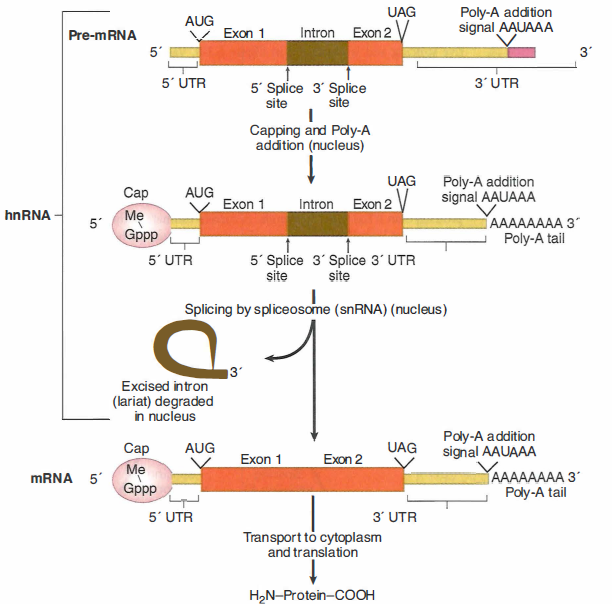 Pre-mRNA
AUG
Exon 1
Intron
Exon 2
UAG
Poly-A addition
signal AAUAAA
5´
3´
5´ UTR
5´ Splice
site
3´ Splice
site
3´ UTR
Capping and Poly-A
addition (nucleus)
hnRNA
Cap
Me
Gppp
5´
AUG
Exon 1
Intron
Exon 2
UAG
Poly-A addition
signal AAUAAA
AAAAAAAA 3´
Poly-A tail
5´ UTR
5´ Splice
site
3´ Splice
site
3´ UTR
Splicing by spliceosome (snRNA) (nucleus)
3´
Excised intron
(lariat) degraded
in nucleus
mRNA
5´
Cap
Me
Gppp
AUG
Exon 1
Exon 2
UAG
Poly-A addition
signal AAUAAA
AAAAAAAA 3´
Poly-A tail
5´ UTR
3´ UTR
Transport to cytoplasm
and translation
H₂N–Protein–COOH